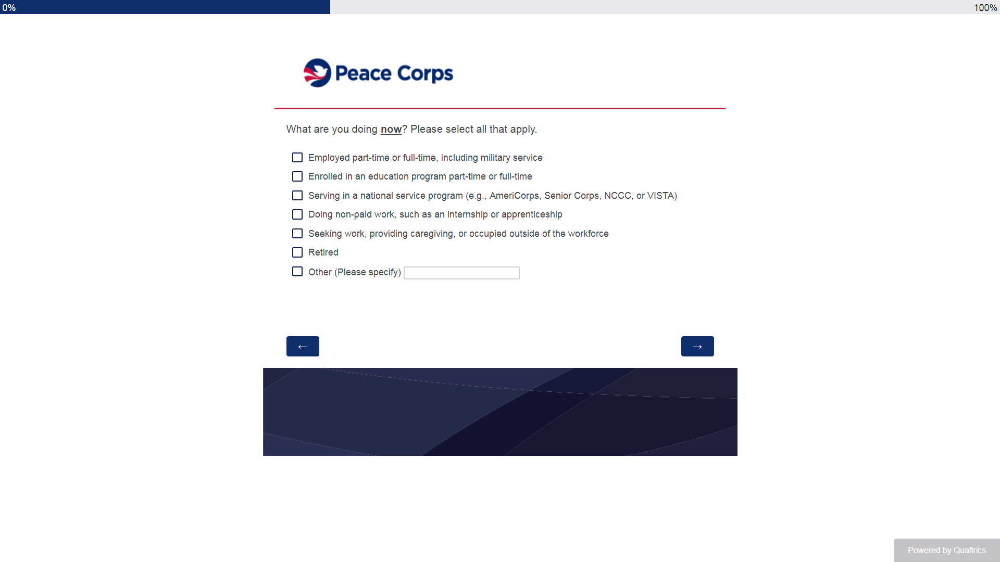 0%
100%
Peace Corps
What are you doing now? Please select all that apply.
Employed part-time or full-time, including military service
Enrolled in an education program part-time or full-time
Serving in a national service program (e.g., AmeriCorps, Senior Corps, NCCC, or VISTA)
Doing non-paid work, such as an internship or apprenticeship
Seeking work, providing caregiving, or occupied outside of the workforce
Retired
Other (Please specify)
←
→
Powered by Qualtrics